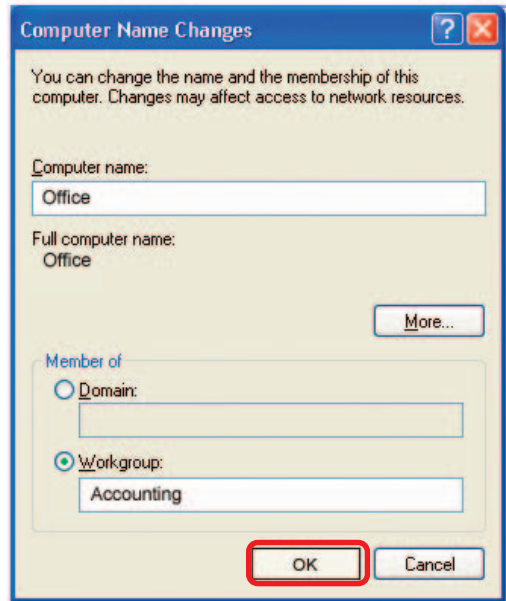 Computer Name Changes
You can change the name and the membership of this
computer. Changes may affect access to network resources.
Computer name:
Office
Full computer name:
Office
More...
Member of
Domain:
Workgroup:
Accounting
OK Cancel